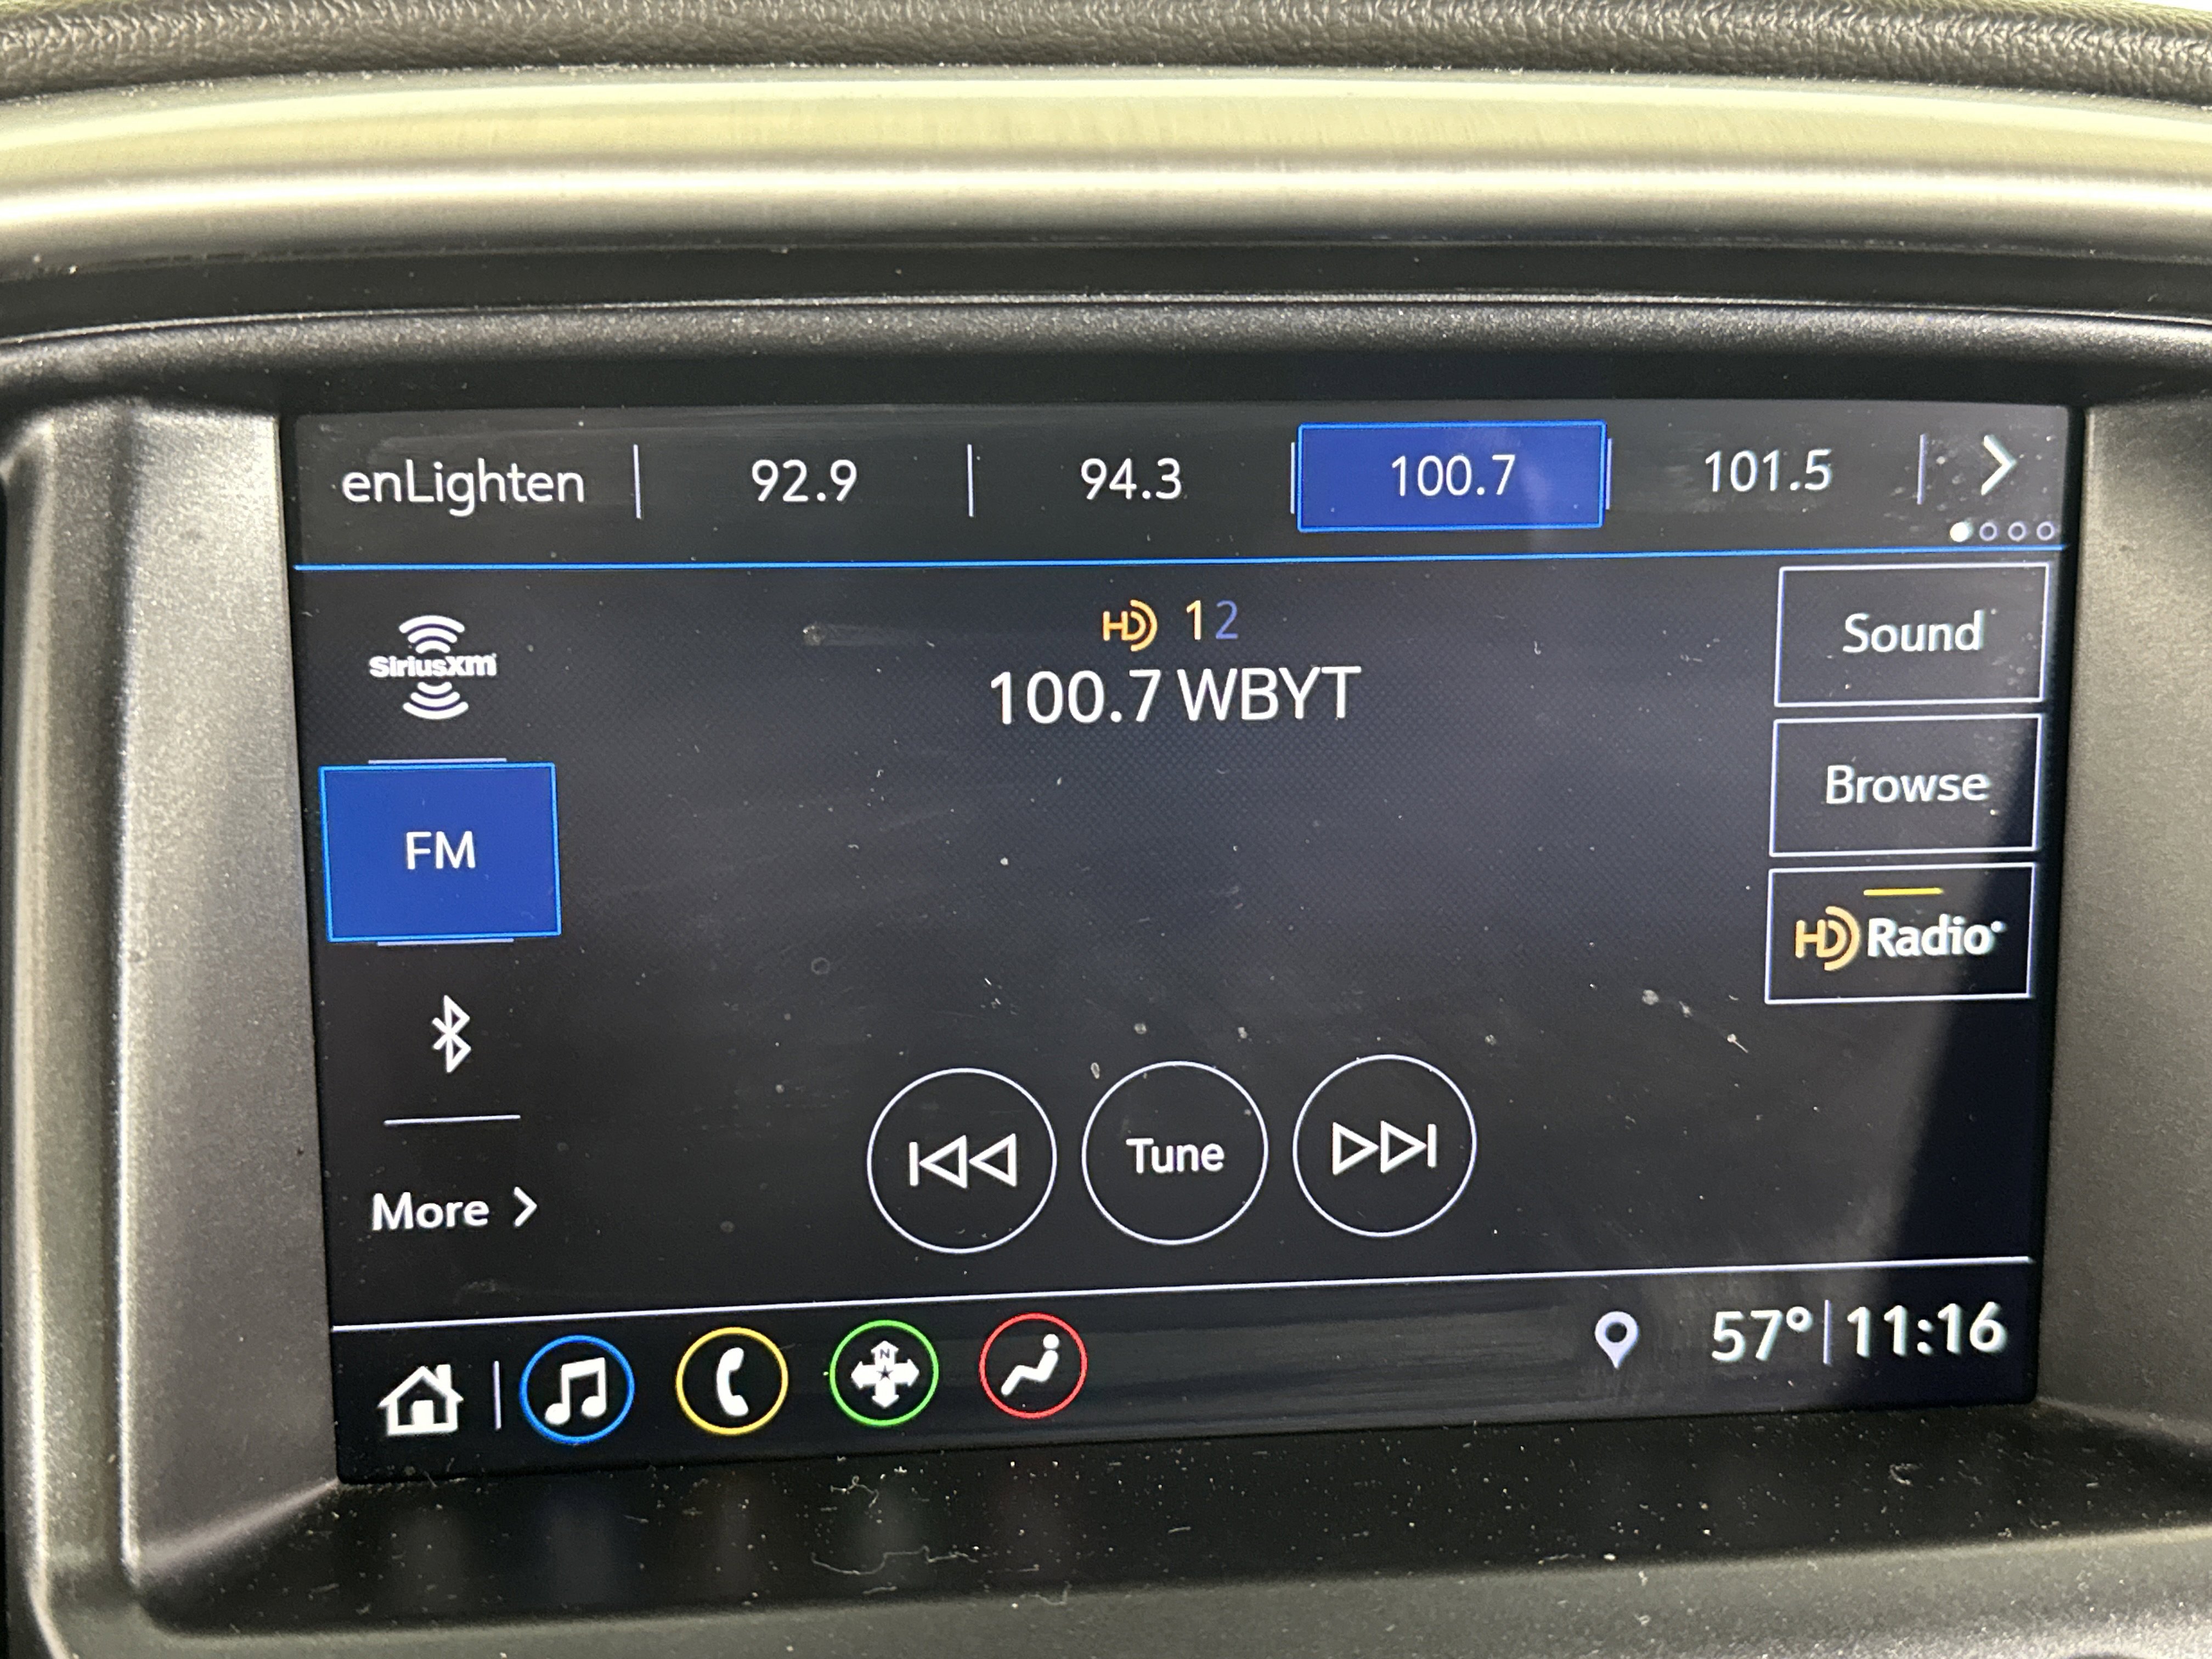 enLighten | 92.9 | 94.3 | 100.7 | 101.5
HD 1 2
100.7 WBYT
SiriusXM
FM
More
Tune
Sound
Browse
HD Radio
N
57° | 11:16